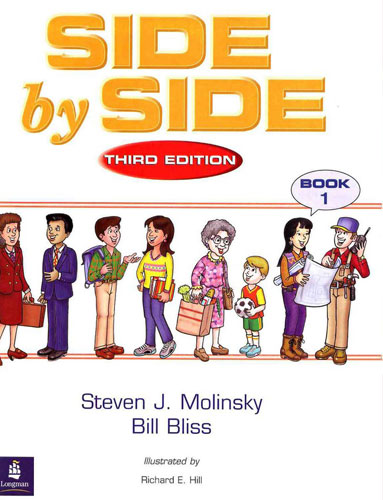 SIDE
by SIDE
THIRD EDITION
BOOK
1
Steven J. Molinsky
Bill Bliss
Illustrated by
Richard E. Hill
Longman